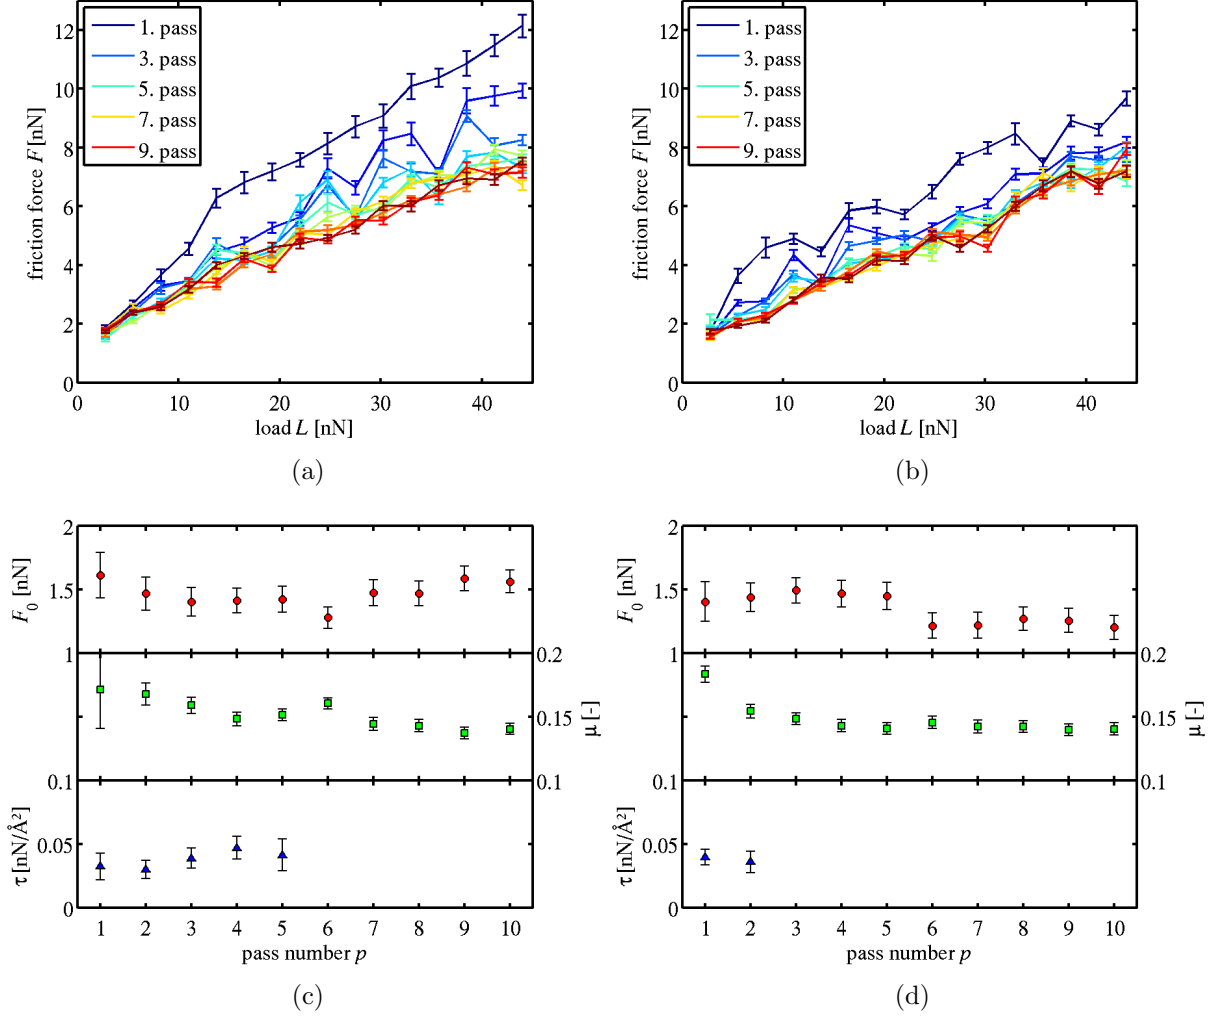 12
10
8
6
4
2
0
friction force F [nN]
1. pass
3. pass
5. pass
7. pass
9. pass
0
10
20
30
40
load L [nN]
(a)
12
10
8
6
4
2
0
friction force F [nN]
1. pass
3. pass
5. pass
7. pass
9. pass
0
10
20
30
40
load L [nN]
(b)
2
1.5
1
F₀ [nN]
0.2
0.15
0.1
μ [-]
0.05
0
τ [nN/Å²]
1 2 3 4 5 6 7 8 9 10
pass number p
(c)
2
1.5
1
F₀ [nN]
0.2
0.15
0.1
μ [-]
0.1
0.05
0
τ [nN/Å²]
1 2 3 4 5 6 7 8 9 10
pass number p
(d)